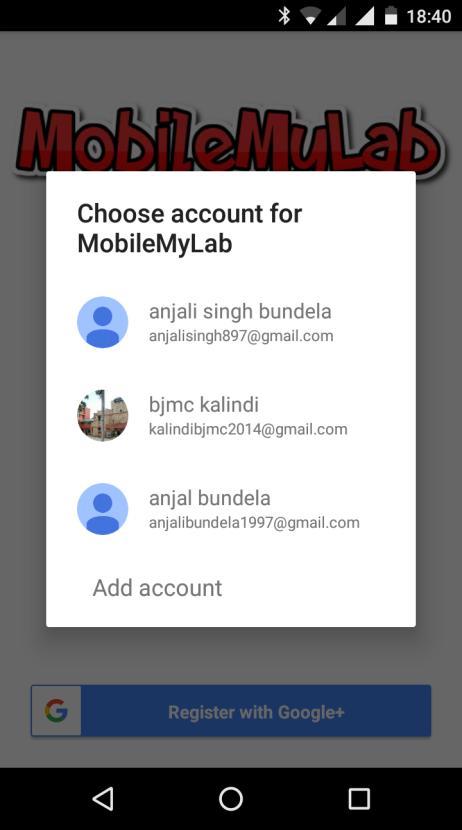 18:40
MobileMyLab
Choose account for
MobileMyLab
anjali singh bundela
anjalisingh897@gmail.com
bjmc kalindi
kalindibjmc2014@gmail.com
anjal bundela
anjalibundela1997@gmail.com
Add account
G Register with Google+